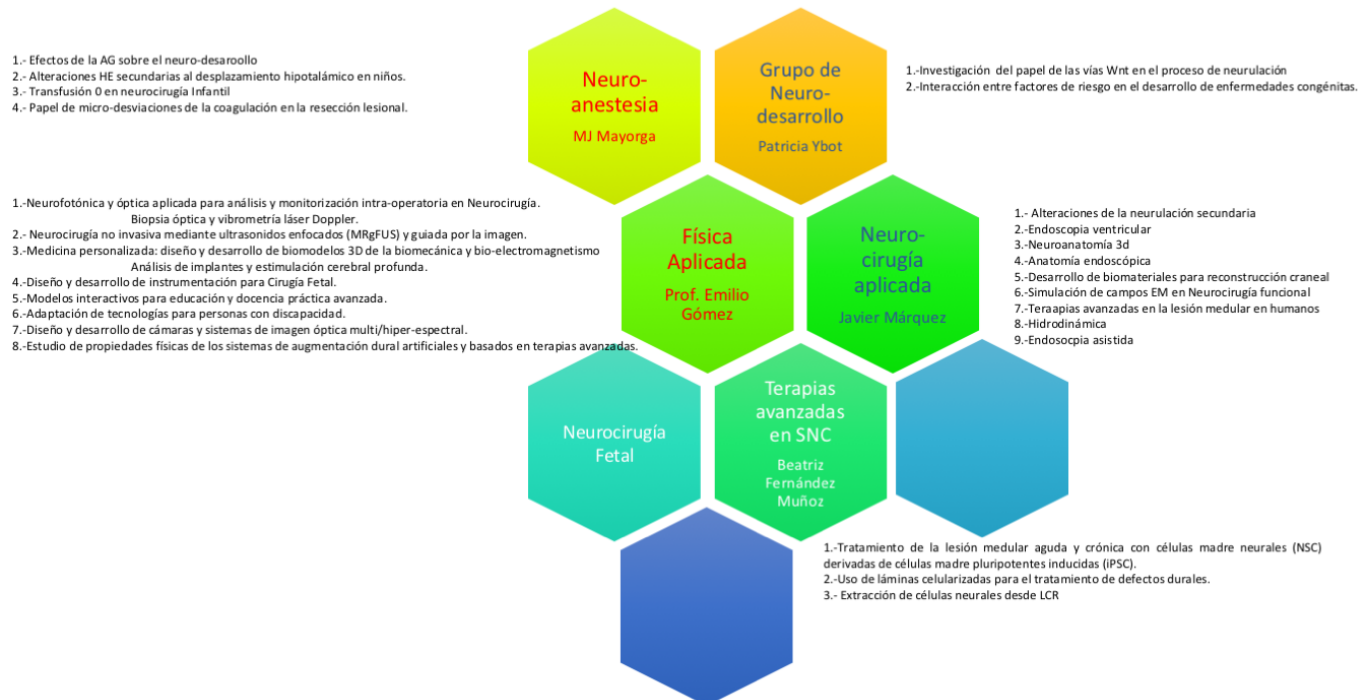 1.- Efectos de la AG sobre el neuro-desaroollo
2.- Alteraciones HE secundarias al desplazamiento hipotalámico en niños.
3.- Transfusión 0 en neurocirugía Infantil
4.- Papel de micro-desviaciones de la coagulación en la resección lesional.
Neuro-
anestesia
MJ Mayorga
Grupo de
Neuro-
desarrollo
Patricia Ybot
1.-Investigación del papel de las vías Wnt en el proceso de neurulación
2.-Interacción entre factores de riesgo en el desarrollo de enfermedades congénitas.
1.-Neurofotónica y óptica aplicada para análisis y monitorización intra-operatoria en Neurocirugía.
Biopsia óptica y vibrometría láser Doppler.
2.- Neurocirugía no invasiva mediante ultrasonidos enfocados (MRgFUS) y guiada por la imagen.
3.-Medicina personalizada: diseño y desarrollo de biomodelos 3D de la biomecánica y bio-electromagnetismo
Análisis de implantes y estimulación cerebral profunda.
4.-Diseño y desarrollo de instrumentación para Cirugía Fetal.
5.-Modelos interactivos para educación y docencia práctica avanzada.
6.-Adaptación de tecnologías para personas con discapacidad.
7.-Diseño y desarrollo de cámaras y sistemas de imagen óptica multi/hiper-espectral.
8.-Estudio de propiedades físicas de los sistemas de augmentación dural artificiales y basados en terapias avanzadas.
Física
Aplicada
Prof. Emilio
Gómez
Neuro-
cirugía
aplicada
Javier Márquez
1.- Alteraciones de la neurulación secundaria
2.-Endoscopia ventricular
3.-Neuroanatomía 3d
4.-Anatomía endoscópica
5.-Desarrollo de biomateriales para reconstrucción craneal
6.-Simulación de campos EM en Neurocirugía funcional
7.-Teraapias avanzadas en la lesión medular en humanos
8.-Hidrodinámica
9.-Endosocpia asistida
Neurocirugía
Fetal
Terapias
avanzadas
en SNC
Beatriz
Fernández
Muñoz
1.-Tratamiento de la lesión medular aguda y crónica con células madre neurales (NSC)
derivadas de células madre pluripotentes inducidas (iPSC).
2.-Uso de láminas celularizadas para el tratamiento de defectos durales.
3.- Extracción de células neurales desde LCR